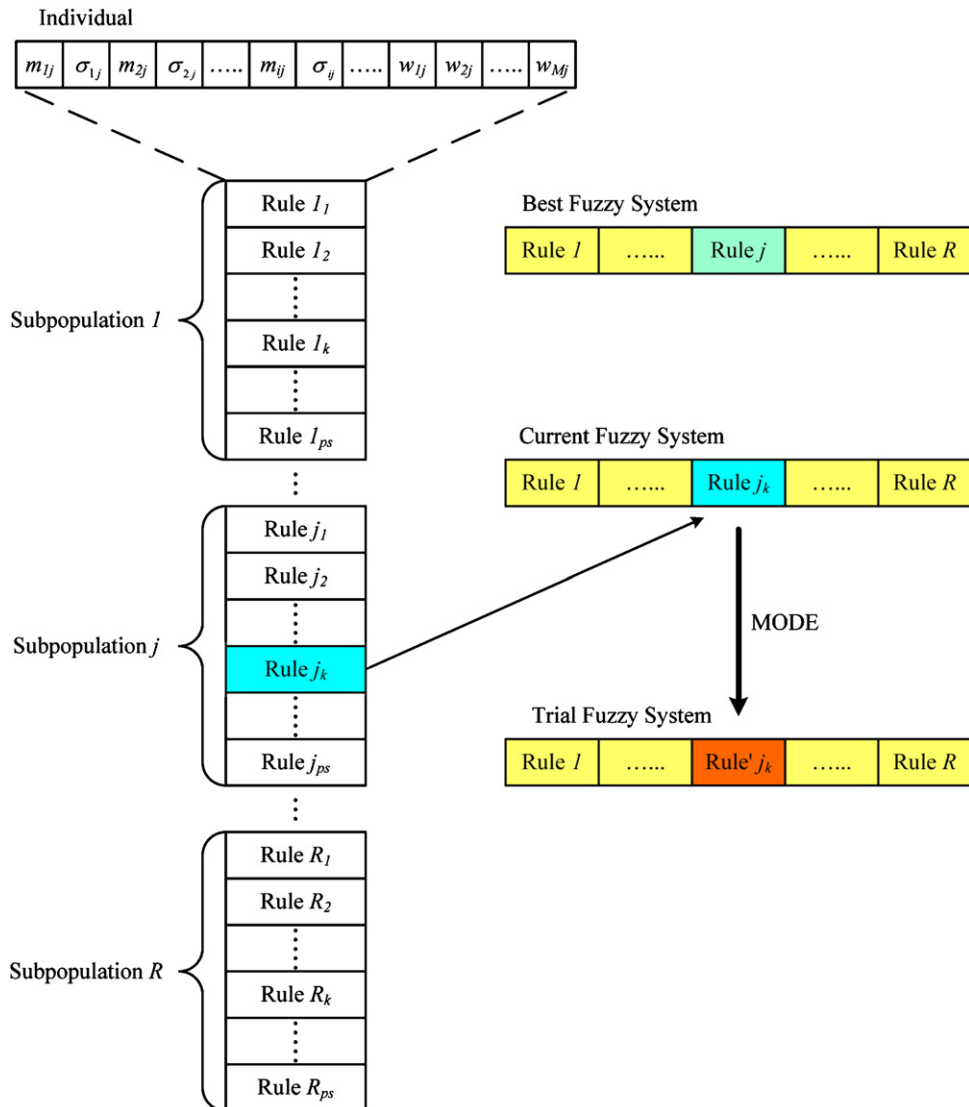 Individual
m1j σ1j m2j σ2j ..... mij σij ..... w1j w2j ..... wMj
Rule 11
Rule 12
Rule 1k
Rule 1ps
Subpopulation 1
Rule j1
Rule j2
Rule jk
Rule jps
Subpopulation j
Rule R1
Rule R2
Rule Rk
Rule Rps
Subpopulation R
Best Fuzzy System
Rule 1 ...... Rule j ...... Rule R
Current Fuzzy System
Rule 1 ...... Rule jk ...... Rule R
MODE
Trial Fuzzy System
Rule 1 ...... Rule' jk ...... Rule R